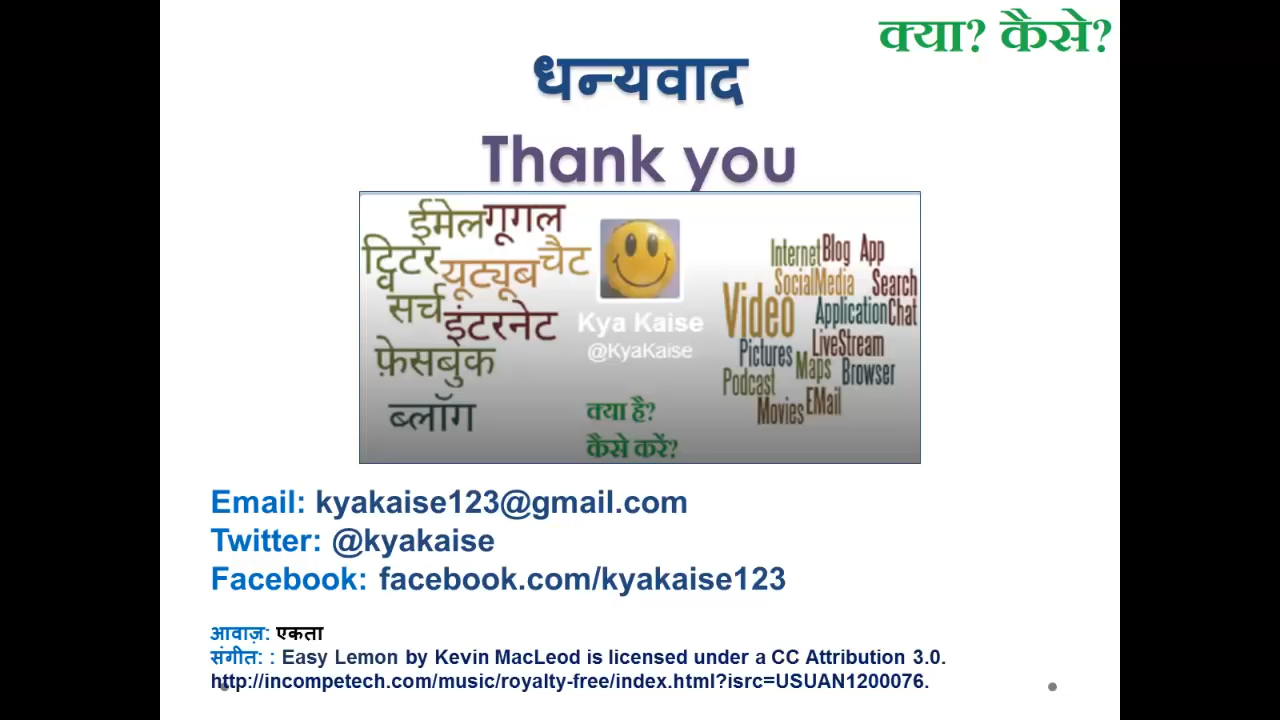 क्या? कैसे?
धन्यवाद
Thank you
ईमेल गूगल
ट्विटर यूट्यूब चैट
सर्च इंटरनेट
फ़ेसबुक
ब्लॉग
Kya Kaise
@KyaKaise
क्या है?
कैसे करें?
Internet Blog App
SocialMedia Search
Video Application Chat
Pictures LiveStream
Podcast Maps Browser
Movies EMail
Email: kyakaise123@gmail.com
Twitter: @kyakaise
Facebook: facebook.com/kyakaise123
आवाज़: एकता
संगीत: : Easy Lemon by Kevin MacLeod is licensed under a CC Attribution 3.0.
http://incompetech.com/music/royalty-free/index.html?isrc=USUAN1200076.